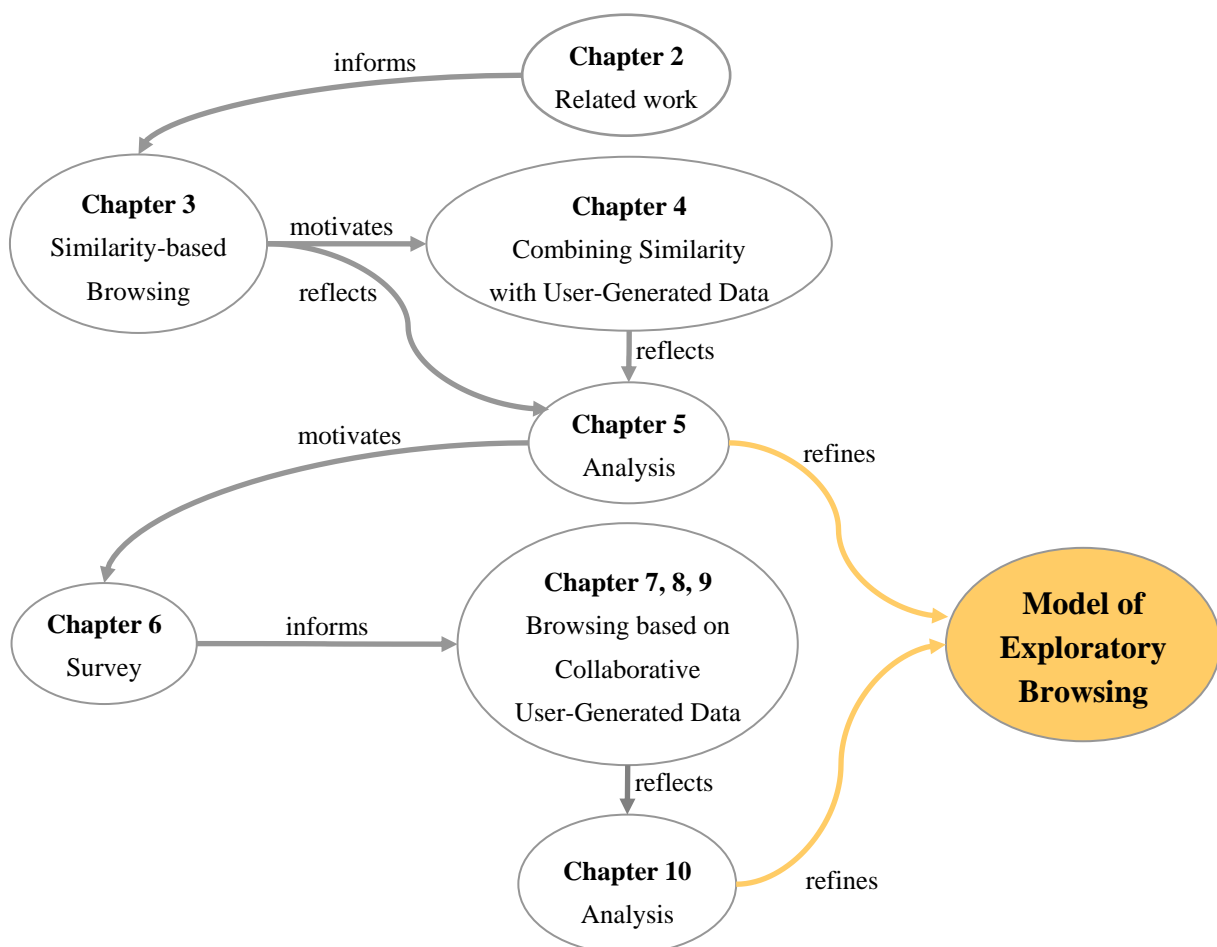 informs
Chapter 2
Related work
Chapter 3
Similarity-based
Browsing
motivates
reflects
Chapter 4
Combining Similarity
with User-Generated Data
reflects
motivates
Chapter 5
Analysis
refines
Chapter 6
Survey
informs
Chapter 7, 8, 9
Browsing based on
Collaborative
User-Generated Data
Model of
Exploratory
Browsing
reflects
Chapter 10
Analysis
refines